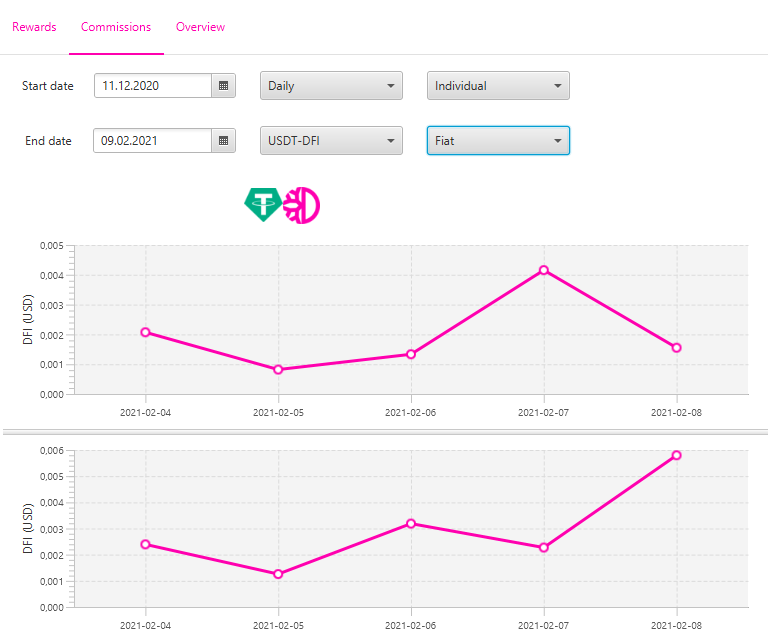 Rewards Commissions Overview
Start date 11.12.2020 Daily Individual
End date 09.02.2021 USDT-DFI Fiat
0,005
0,004
0,003
0,002
0,001
0,000
DFI (USD)
2021-02-04 2021-02-05 2021-02-06 2021-02-07 2021-02-08
0,006
0,005
0,004
0,003
0,002
0,001
0,000
DFI (USD)
2021-02-04 2021-02-05 2021-02-06 2021-02-07 2021-02-08